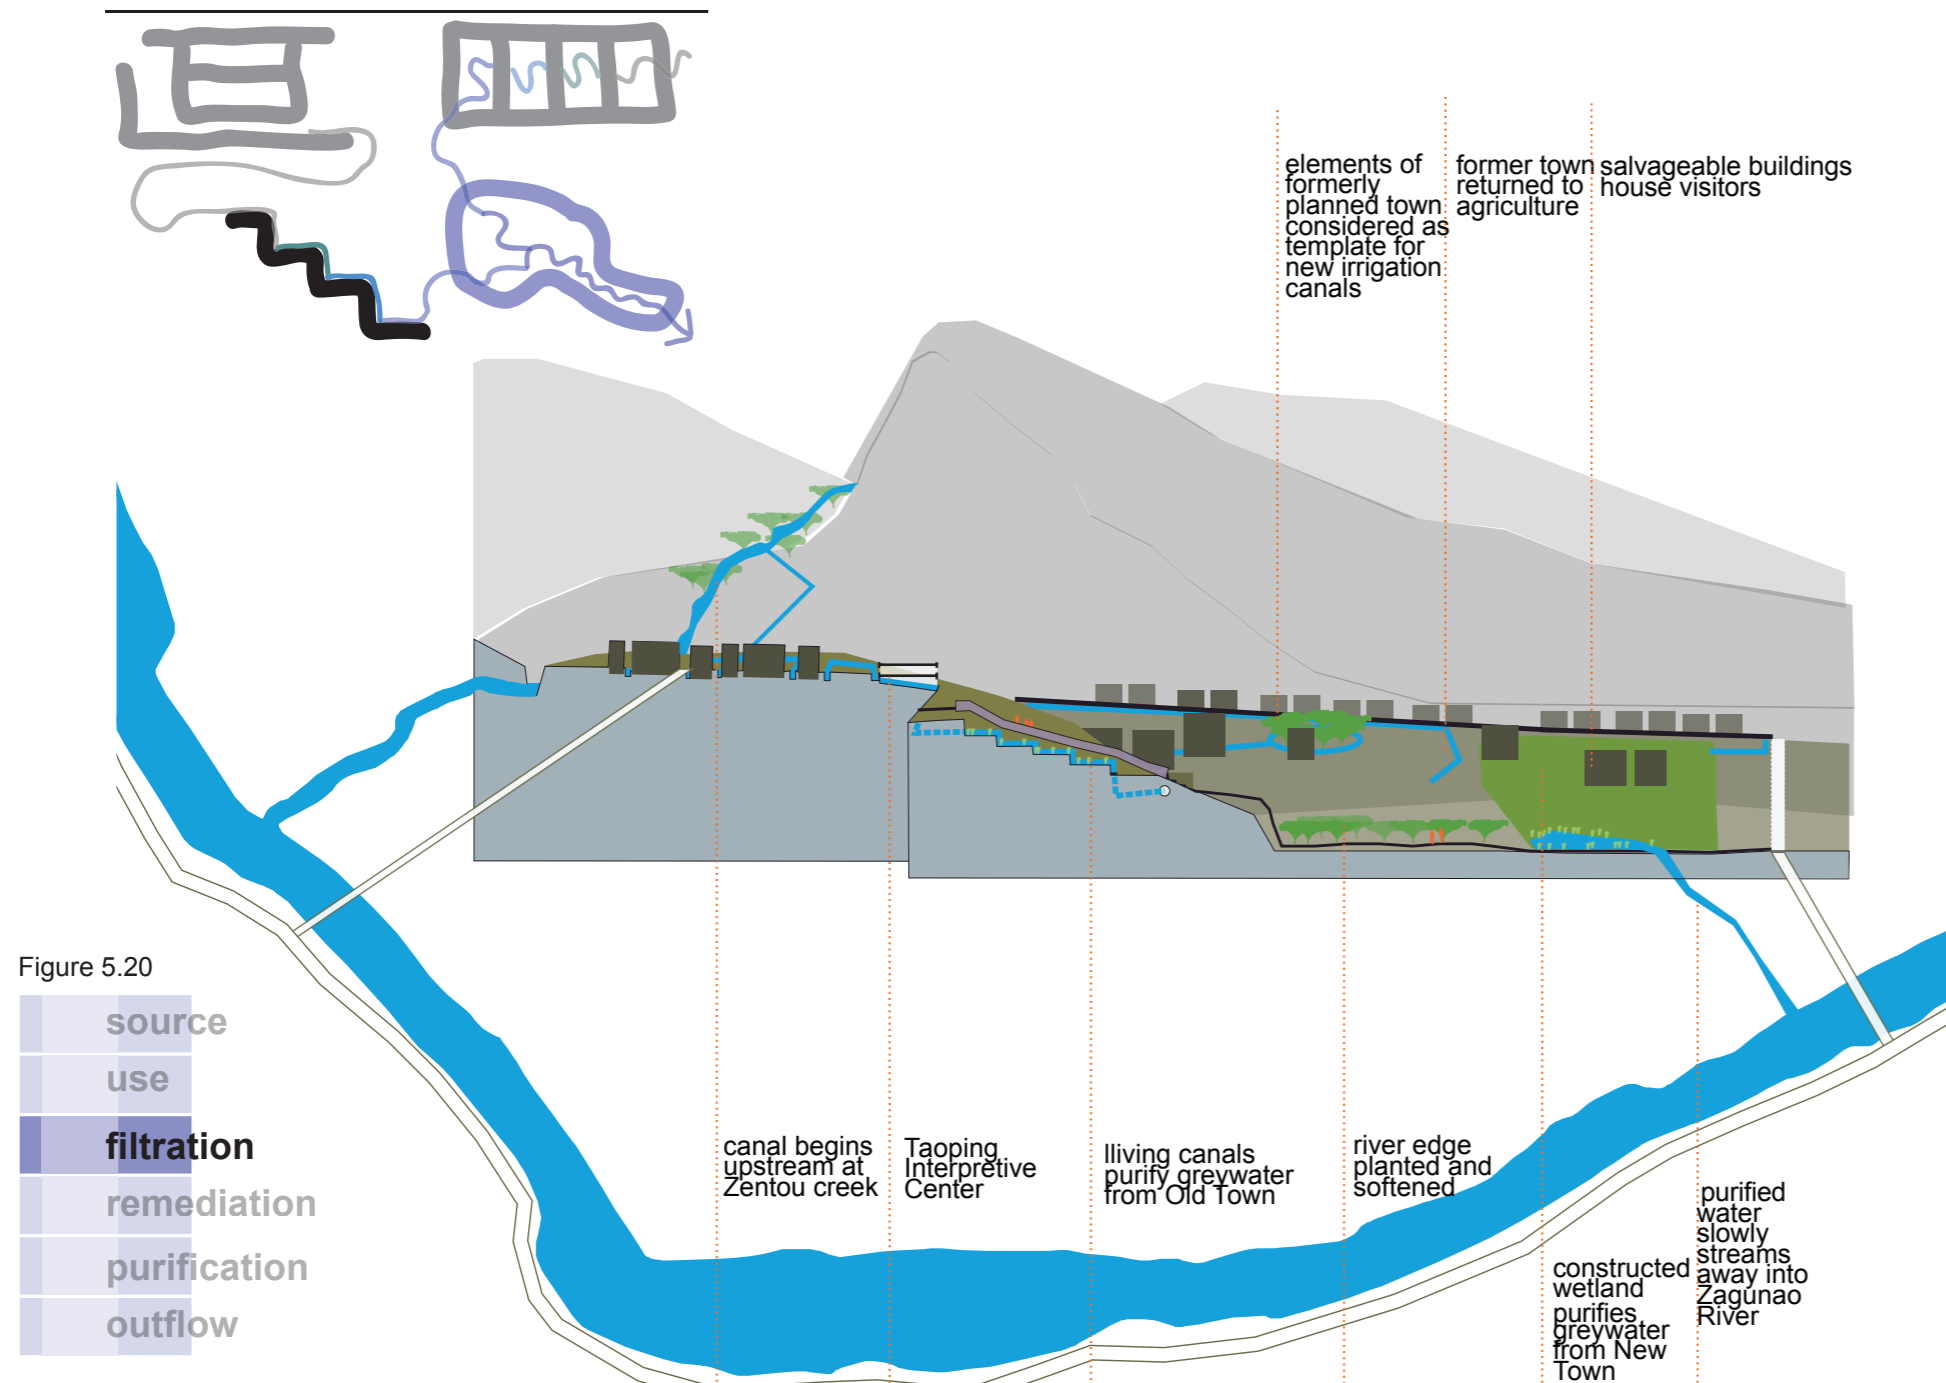 elements of
formerly
planned town
considered as
template for
new irrigation
canals
former town
returned to
agriculture
salvageable buildings
house visitors
Figure 5.20
source
use
filtration
remediation
purification
outflow
canal begins
upstream at
Zentou creek
Taoping
Interpretive
Center
lliving canals
purify greywater
from Old Town
river edge
planted and
softened
constructed
wetland
purifies
greywater
from New
Town
purified
water
slowly
streams
away into
Zagunao
River